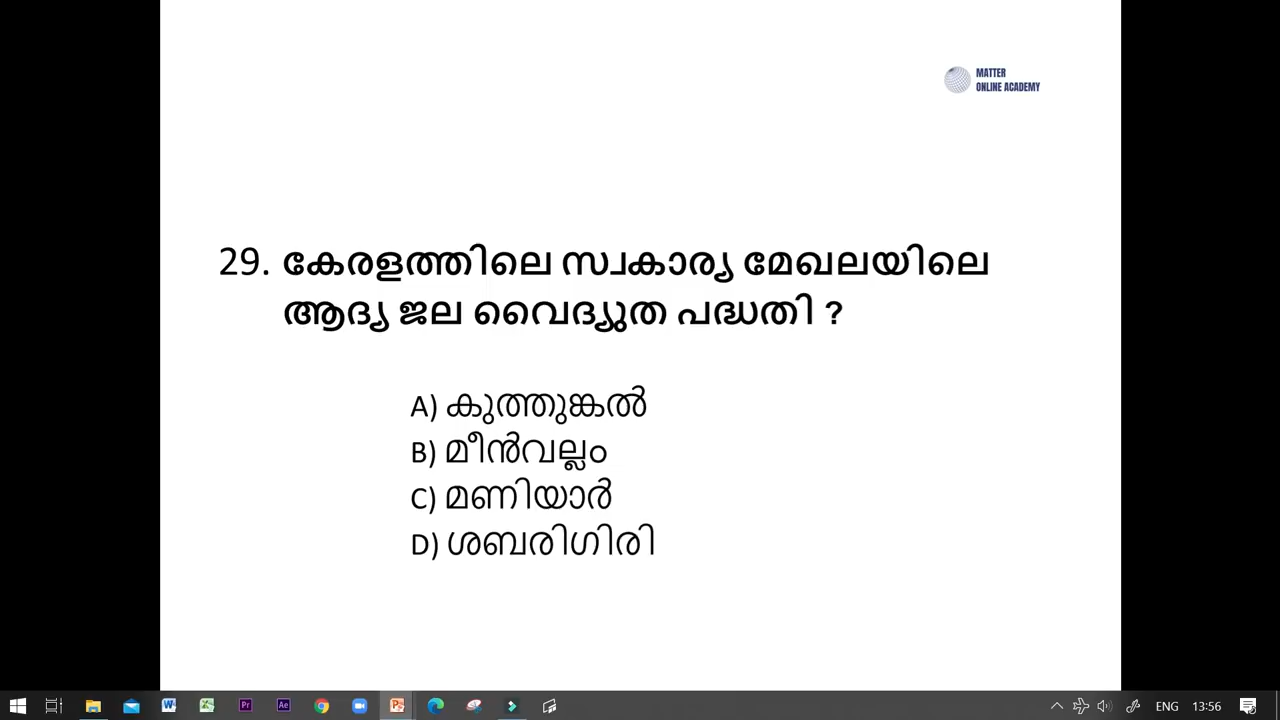 MATTER
ONLINE ACADEMY
29. കേരളത്തിലെ സ്വകാര്യ മേഖലയിലെ
ആദ്യ ജല വൈദ്യുത പദ്ധതി ?
A) കുത്തുങ്കൽ
B) മീൻവല്ലം
C) മണിയാർ
D) ശബരിഗിരി
ENG 13:56